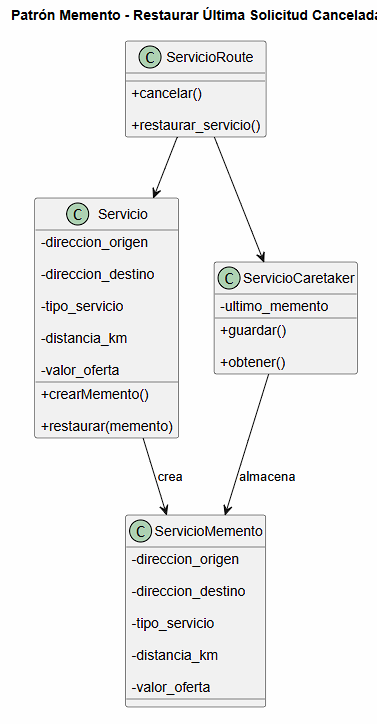 Patrón Memento - Restaurar Última Solicitud Cancelada
C ServicioRoute
+cancelar()
+restaurar_servicio()
C Servicio
-direccion_origen
-direccion_destino
-tipo_servicio
-distancia_km
-valor_oferta
+crearMemento()
+restaurar(memento)
C ServicioCaretaker
-ultimo_memento
+guardar()
+obtener()
crea
almacena
C ServicioMemento
-direccion_origen
-direccion_destino
-tipo_servicio
-distancia_km
-valor_oferta